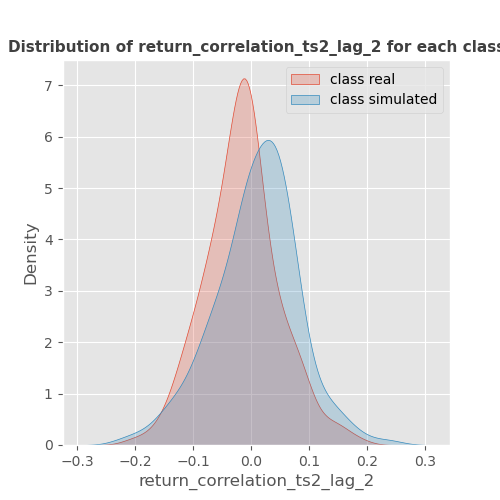 Distribution of return_correlation_ts2_lag_2 for each class
class real
class simulated
7
6
5
4
3
2
1
0
Density
−0.3 −0.2 −0.1 0.0 0.1 0.2 0.3
return_correlation_ts2_lag_2